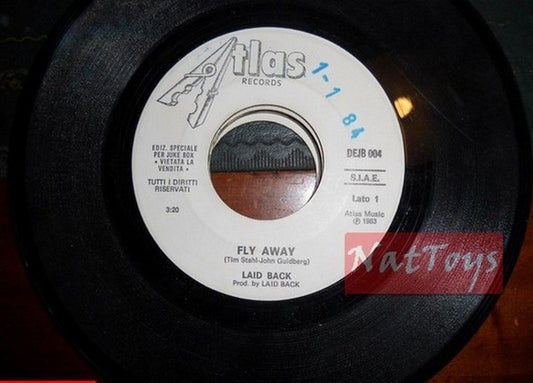 Atlas
RECORDS
1-1 84
EDIZ. SPECIALE
PER JUKE BOX
• VIETATA LA
VENDITA •
TUTTI I DIRITTI
RISERVATI
3:20
DEJB 004
S.I.A.E.
Lato 1
Atlas Music
℗ 1983
FLY AWAY
(Tim Stahl-John Guldberg)
LAID BACK
Prod. by LAID BACK
NatToys